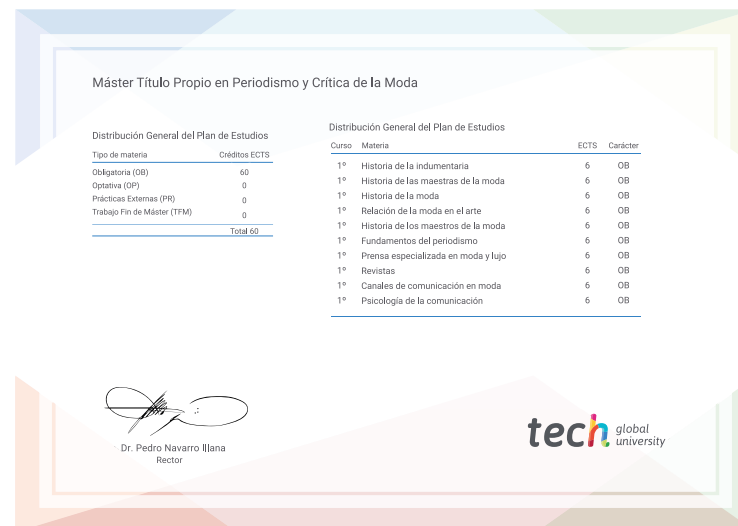 Máster Título Propio en Periodismo y Crítica de la Moda
Distribución General del Plan de Estudios
Tipo de materia Créditos ECTS
Obligatoria (OB) 60
Optativa (OP) 0
Prácticas Externas (PR) 0
Trabajo Fin de Máster (TFM) 0
Total 60
Distribución General del Plan de Estudios
Curso Materia ECTS Carácter
1º Historia de la indumentaria 6 OB
1º Historia de las maestras de la moda 6 OB
1º Historia de la moda 6 OB
1º Relación de la moda en el arte 6 OB
1º Historia de los maestros de la moda 6 OB
1º Fundamentos del periodismo 6 OB
1º Prensa especializada en moda y lujo 6 OB
1º Revistas 6 OB
1º Canales de comunicación en moda 6 OB
1º Psicología de la comunicación 6 OB
Dr. Pedro Navarro Illana
Rector
tech global university